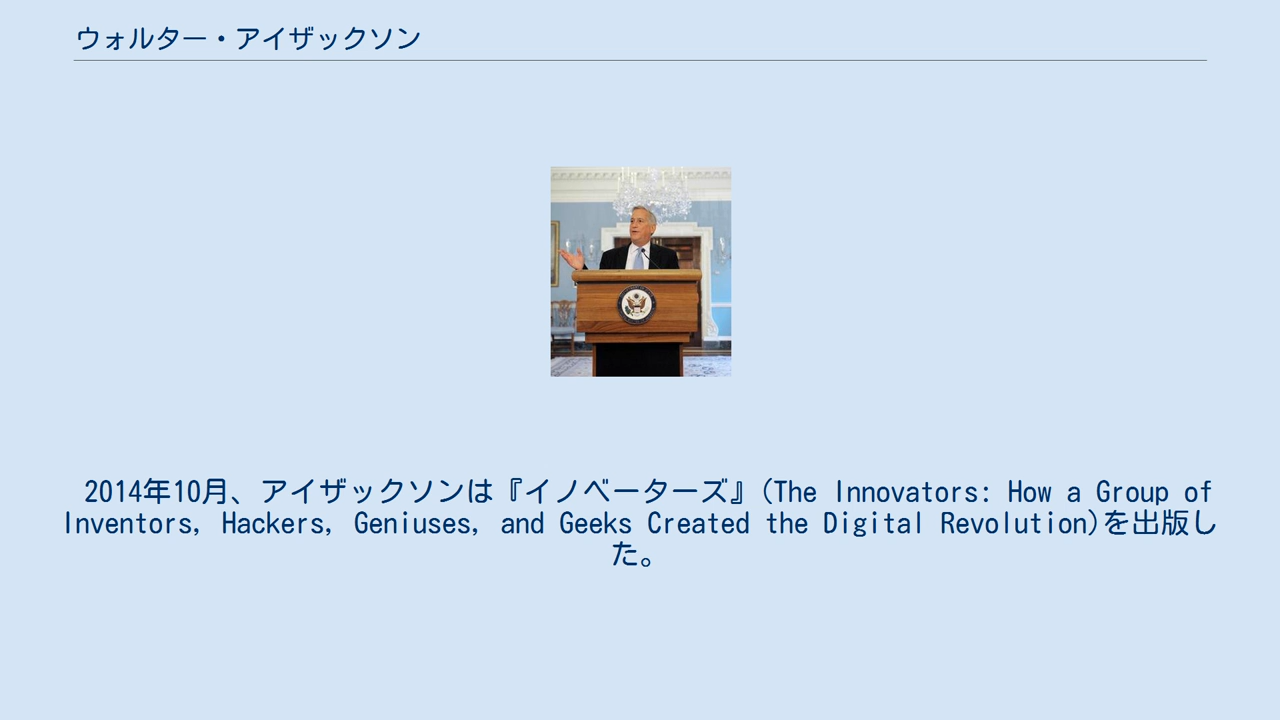 ウォルター・アイザックソン
2014年10月、アイザックソンは『イノベーターズ』(The Innovators: How a Group of
Inventors, Hackers, Geniuses, and Geeks Created the Digital Revolution)を出版し
た。